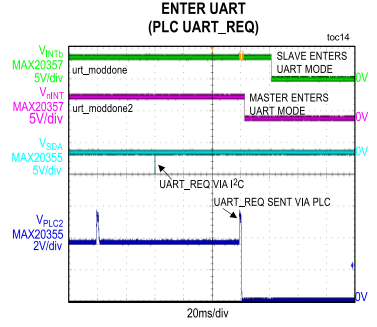 ENTER UART
(PLC UART_REQ)
toc14
VINTb
MAX20357
5V/div
urt_moddone
SLAVE ENTERS
UART MODE
0V
VnINT
MAX20357
5V/div
urt_moddone2
MASTER ENTERS
UART MODE
0V
VSDA
MAX20355
5V/div
0V
UART_REQ VIA I2C
UART_REQ SENT VIA PLC
VPLC2
MAX20355
2V/div
0V
20ms/div